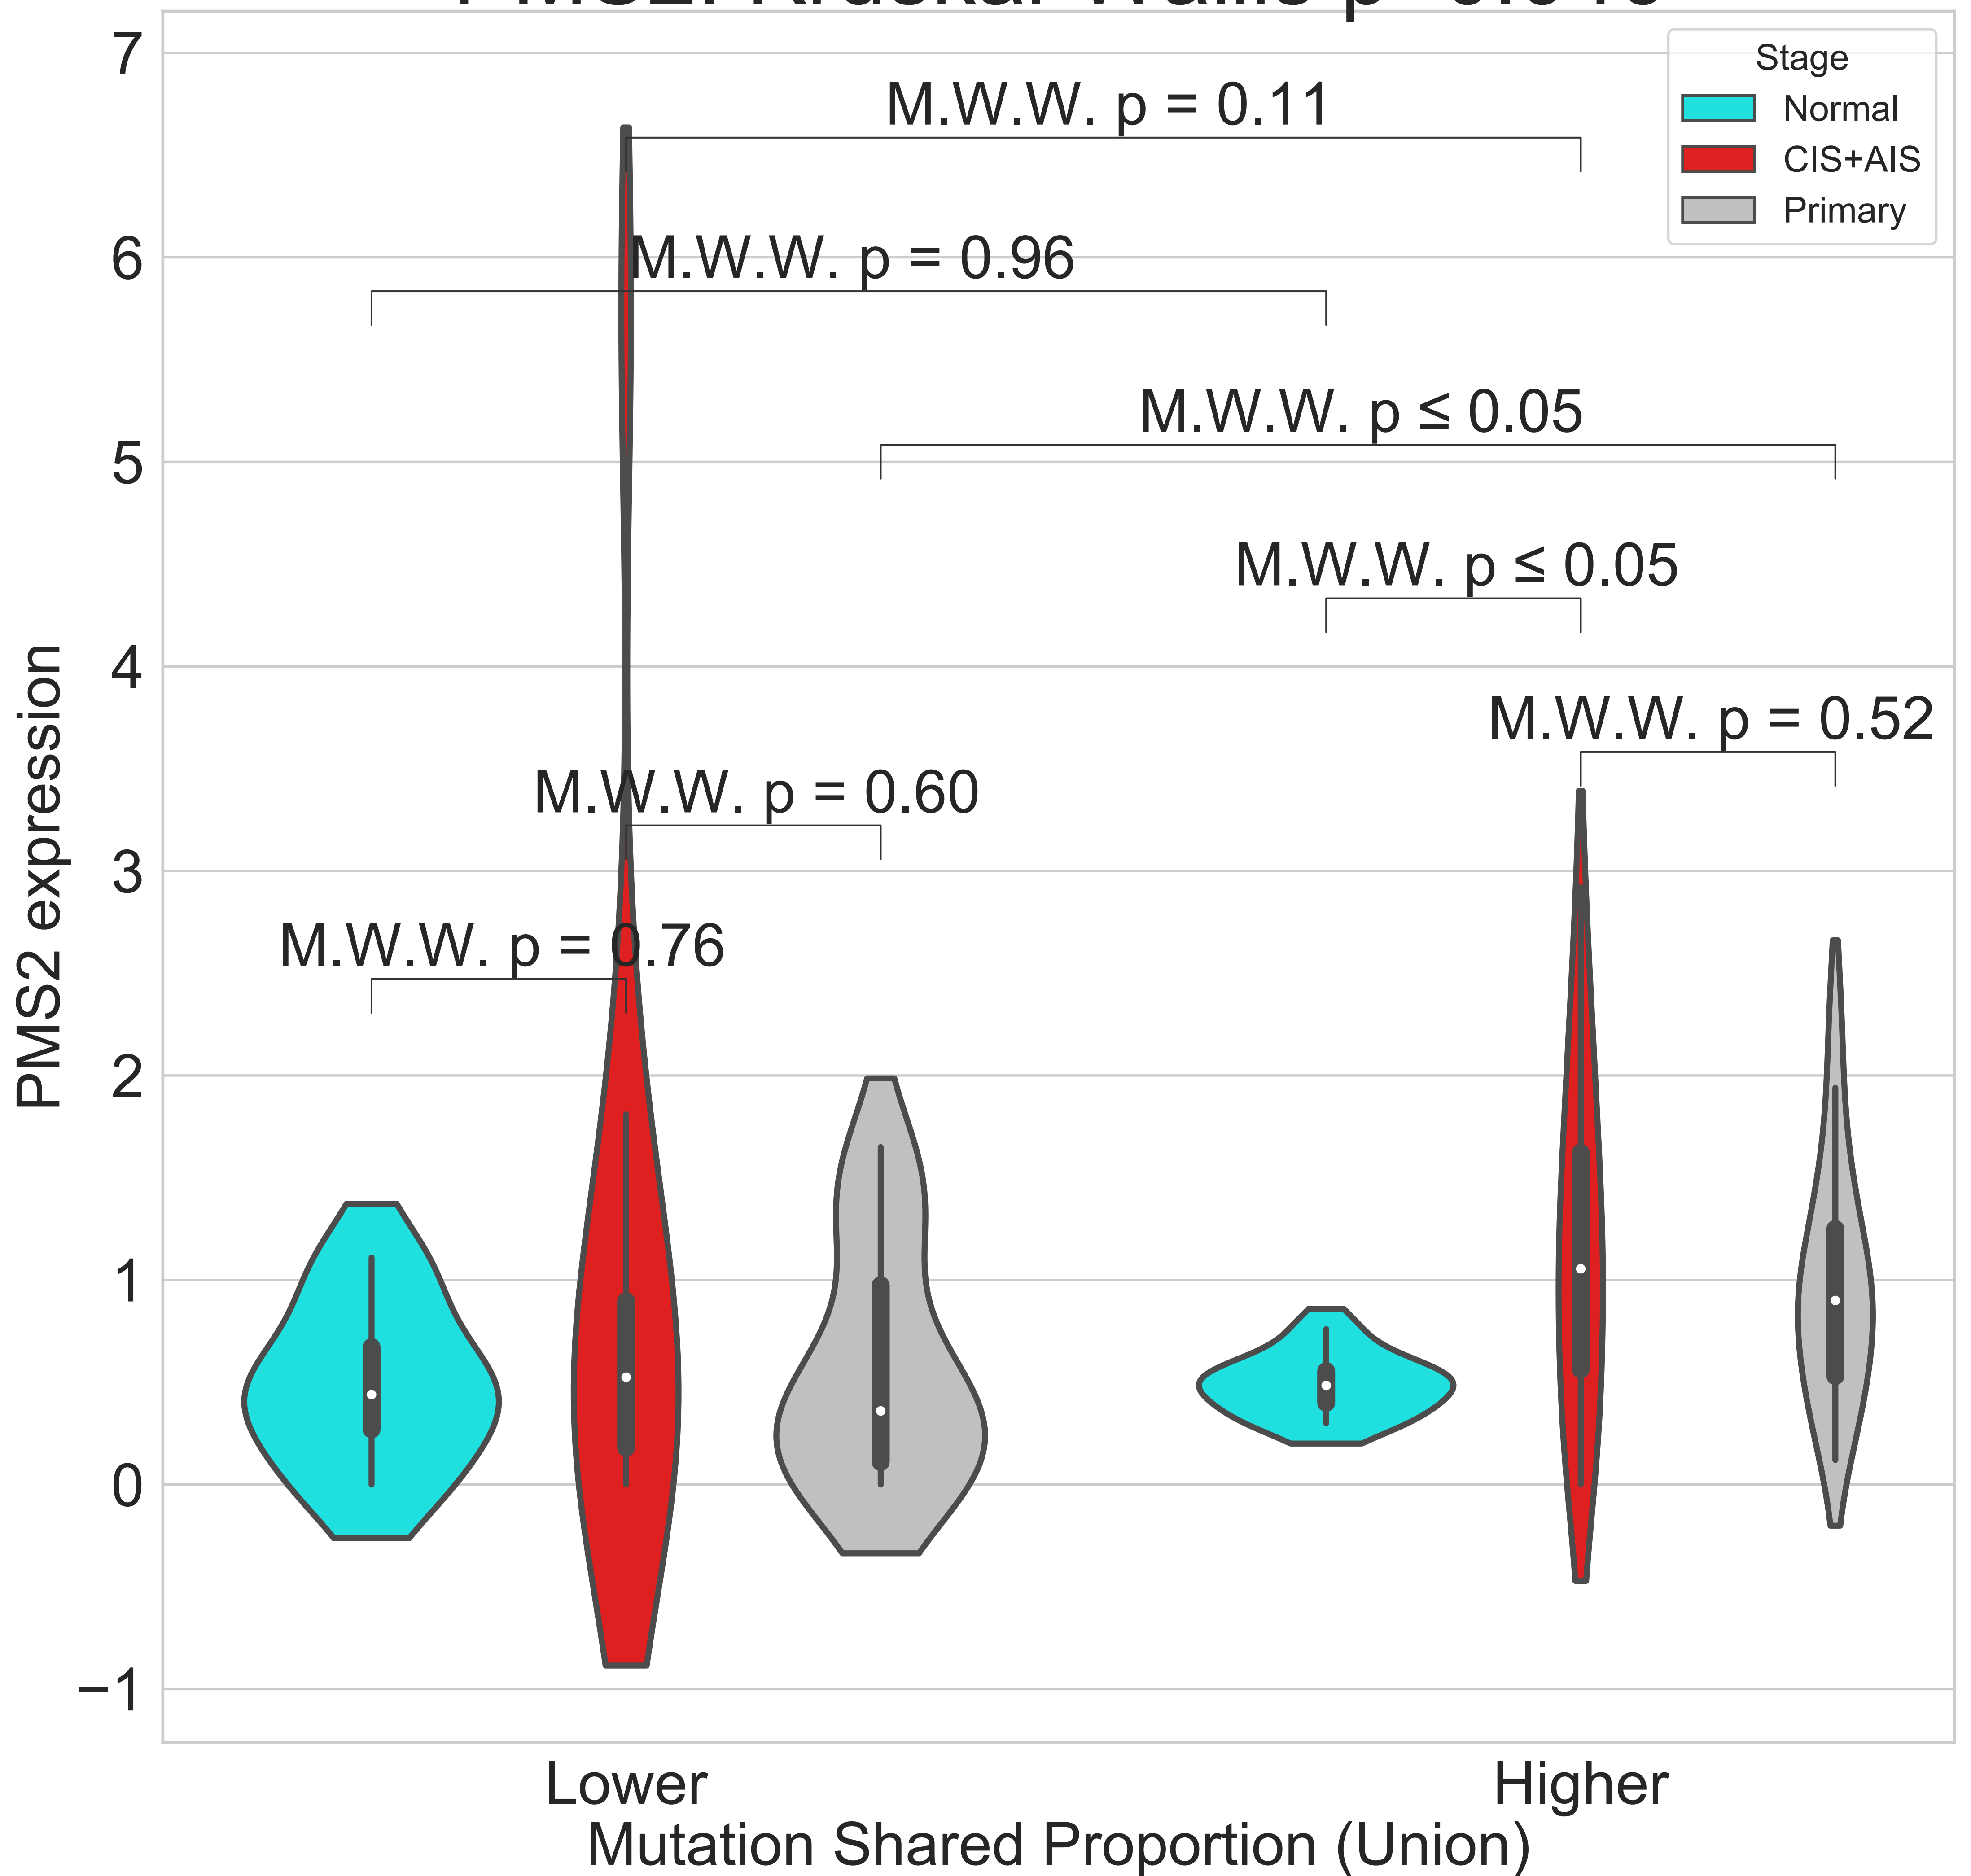 7
6
5
4
3
2
1
0
−1
PMS2 expression
Stage
Normal
CIS+AIS
Primary
M.W.W. p = 0.11
M.W.W. p = 0.96
M.W.W. p ≤ 0.05
M.W.W. p ≤ 0.05
M.W.W. p = 0.52
M.W.W. p = 0.60
M.W.W. p = 0.76
Lower
Higher
Mutation Shared Proportion (Union)